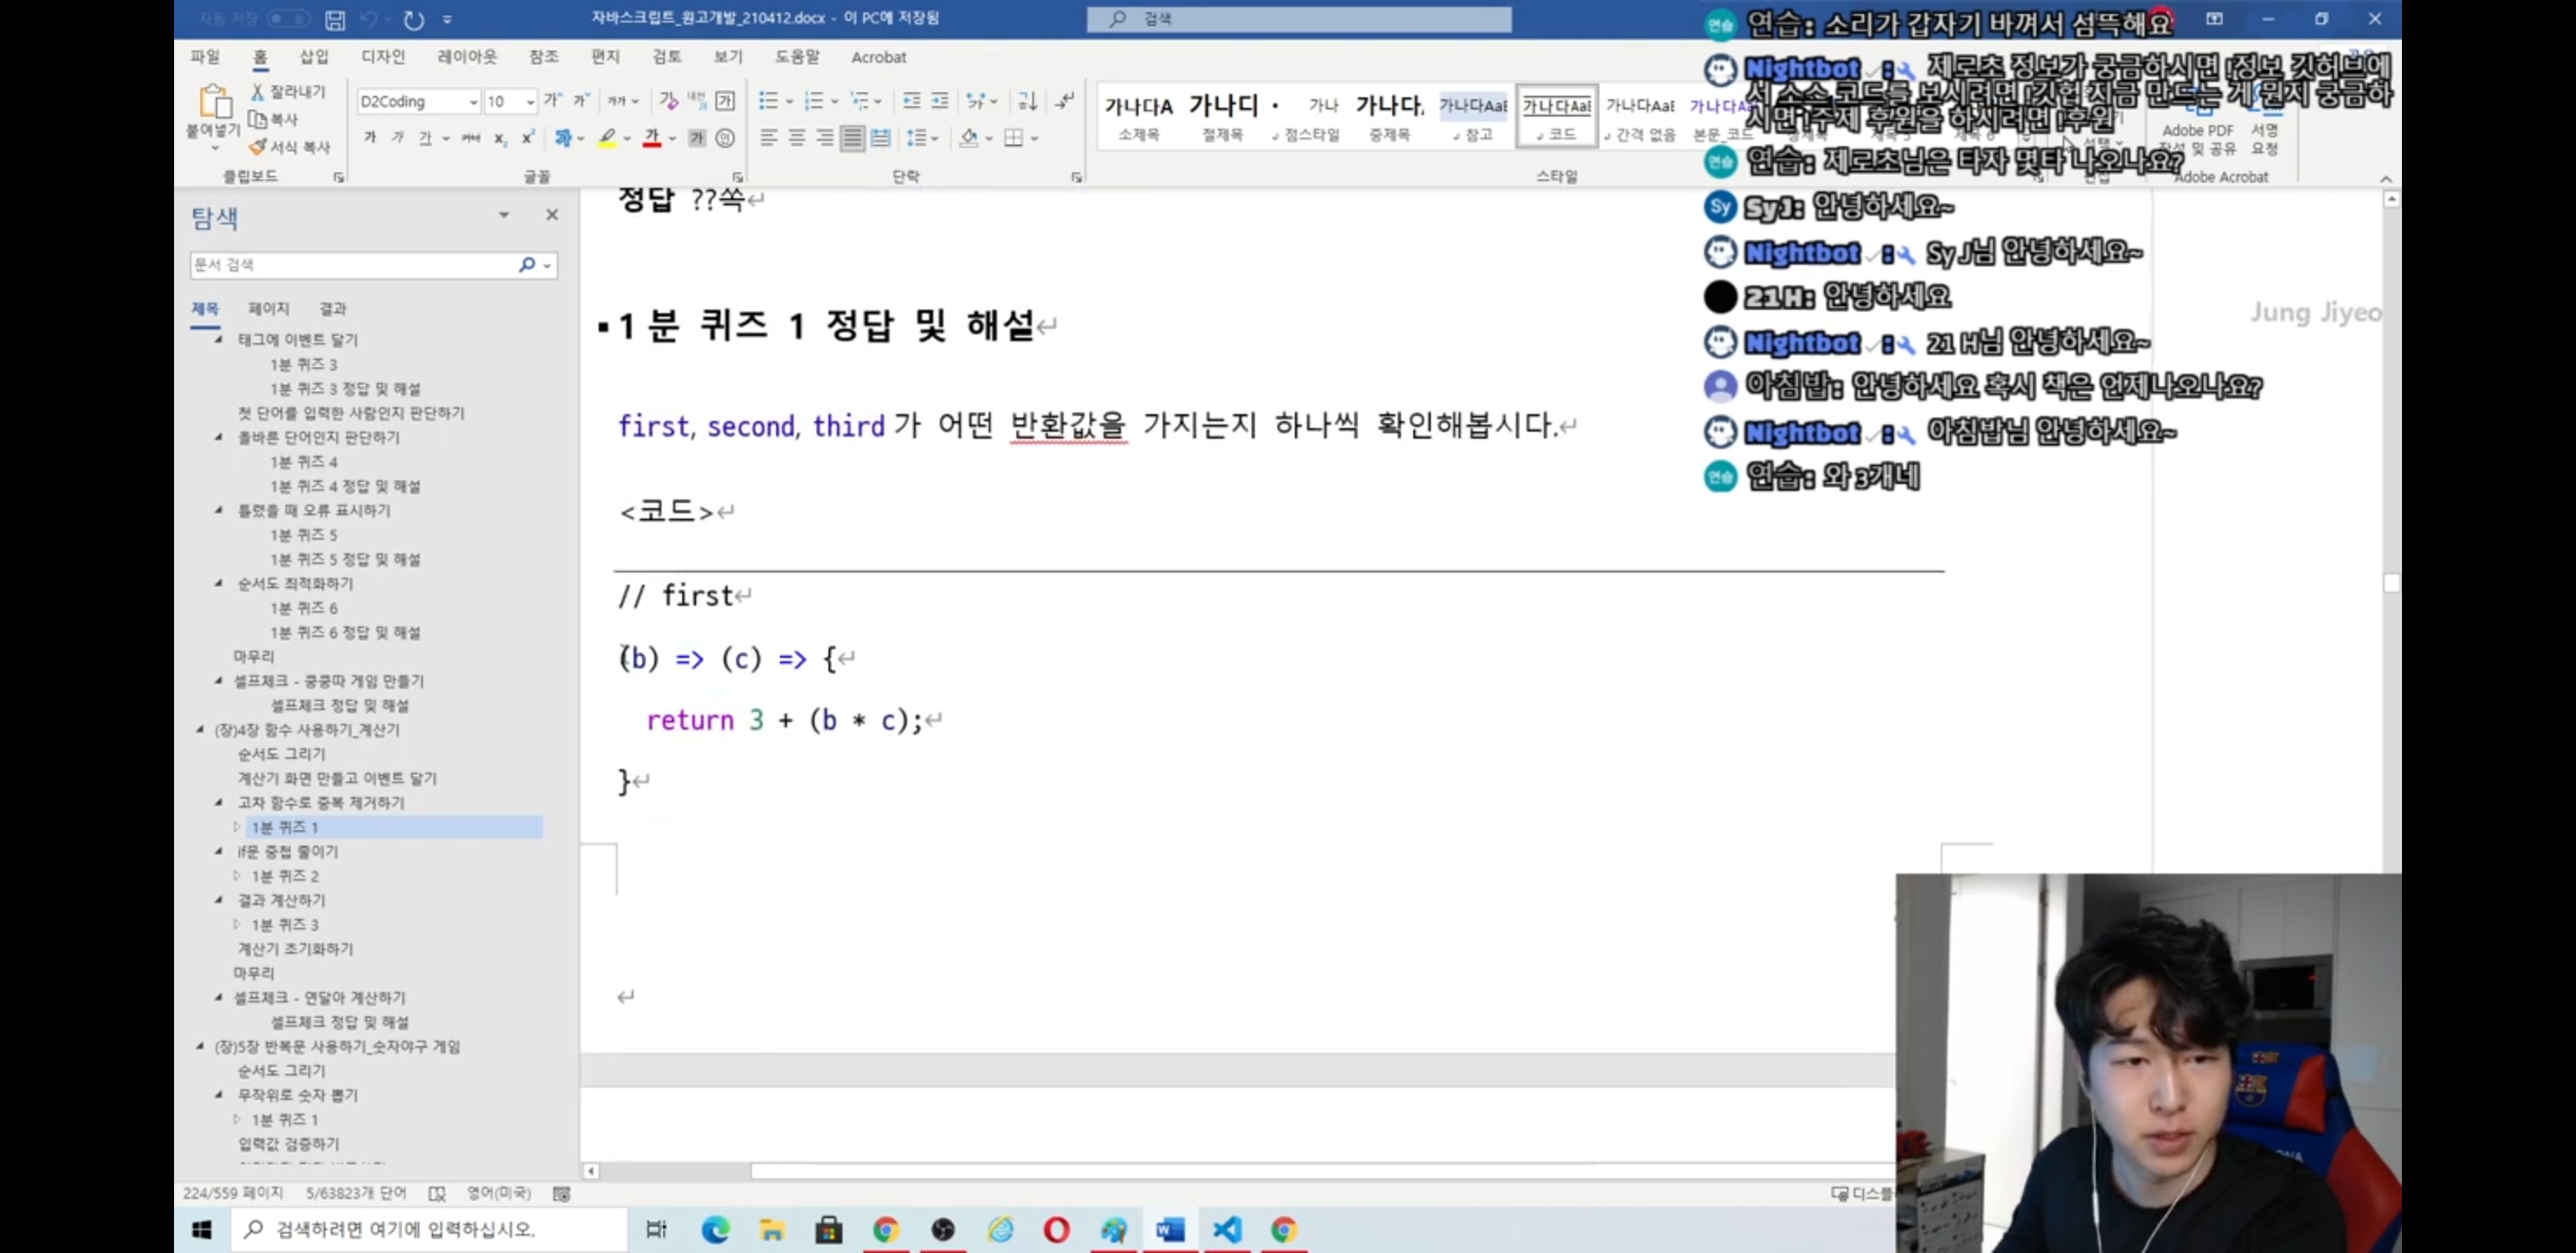 자동 저장
자바스크립트_원고개발_210412.docx - 이 PC에 저장됨
검색
파일 홈 삽입 디자인 레이아웃 참조 편지 검토 보기 도움말 Acrobat
붙여넣기
잘라내기
복사
서식 복사
클립보드
D2Coding 10
글꼴
단락
가나다A 소제목
가나디 절제목
가나 점스타일
가나다, 중제목
가나다AaB 참고
가나다AaB 코드
가나다AaB 간격 없음
가나다Aa 본문_코드
스타일
Adobe PDF
작성 및 공유
서명
요청
Adobe Acrobat
연습: 소리가 갑자기 바껴서 섬뜩해요
Nightbot : 제로초 정보가 궁금하시면 !정보 깃허브에
서 소스 코드를 보시려면 !깃헙 지금 만드는 게 뭔지 궁금하
시면 !주제 후원을 하시려면 !후원
연습: 제로초님은 타자 몇타 나오나요?
Sy SyJ: 안녕하세요~
Nightbot : Sy J님 안녕하세요~
21H: 안녕하세요
Nightbot : 21 H님 안녕하세요~
아침밥: 안녕하세요 혹시 책은 언제나오나요?
Nightbot : 아침밥님 안녕하세요~
연습: 와 3개네
Jung Jiyeo
탐색
문서 검색
제목 페이지 결과
태그에 이벤트 달기
1분 퀴즈 3
1분 퀴즈 3 정답 및 해설
첫 단어를 입력한 사람인지 판단하기
올바른 단어인지 판단하기
1분 퀴즈 4
1분 퀴즈 4 정답 및 해설
틀렸을 때 오류 표시하기
1분 퀴즈 5
1분 퀴즈 5 정답 및 해설
순서도 최적화하기
1분 퀴즈 6
1분 퀴즈 6 정답 및 해설
마무리
셀프체크 - 쿵쿵따 게임 만들기
셀프체크 정답 및 해설
(장)4장 함수 사용하기_계산기
순서도 그리기
계산기 화면 만들고 이벤트 달기
고차 함수로 중복 제거하기
1분 퀴즈 1
if문 중첩 줄이기
1분 퀴즈 2
결과 계산하기
1분 퀴즈 3
계산기 초기화하기
마무리
셀프체크 - 연달아 계산하기
셀프체크 정답 및 해설
(장)5장 반복문 사용하기_숫자야구 게임
순서도 그리기
무작위로 숫자 뽑기
1분 퀴즈 1
입력값 검증하기
정답 ??쪽
▪1분 퀴즈 1 정답 및 해설
first, second, third 가 어떤 반환값을 가지는지 하나씩 확인해봅시다.
<코드>
// first
(b) => (c) => {
return 3 + (b * c);
}
224/559 페이지 5/63823개 단어 영어(미국)
디스플
검색하려면 여기에 입력하십시오.